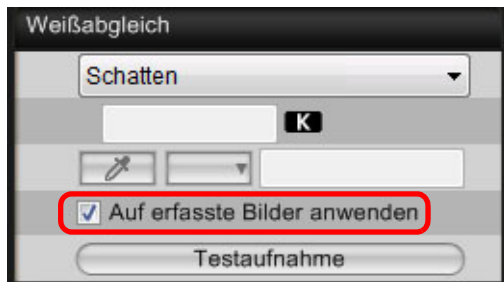 Weißabgleich
Schatten
K
Auf erfasste Bilder anwenden
Testaufnahme